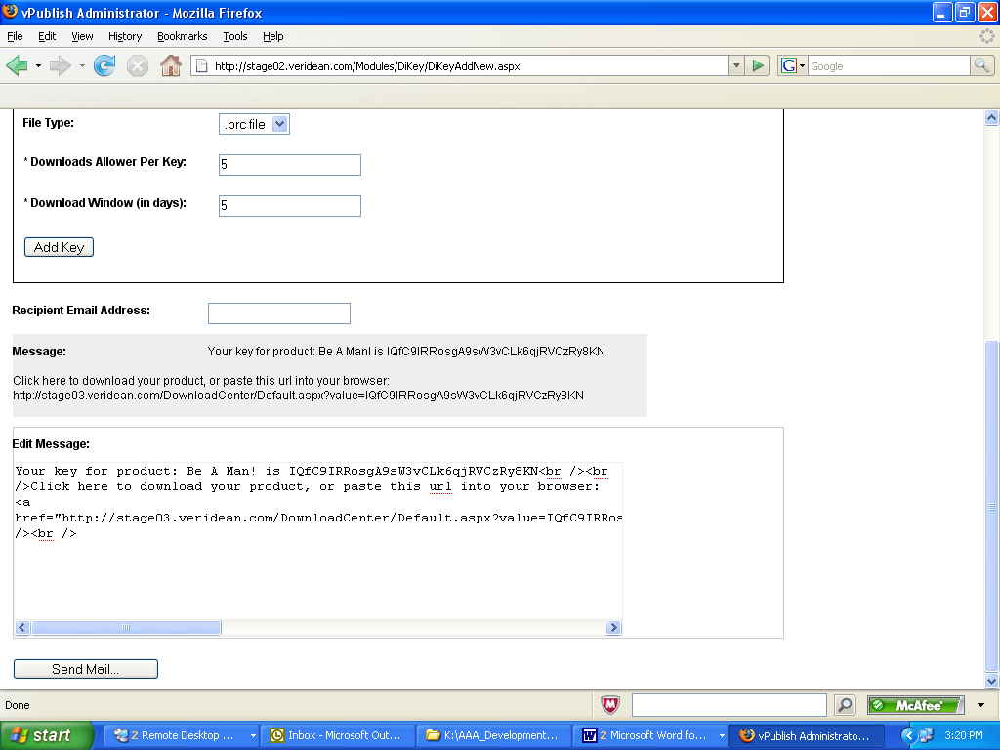 vPublish Administrator - Mozilla Firefox
File Edit View History Bookmarks Tools Help
http://stage02.veridean.com/Modules/DiKey/DiKeyAddNew.aspx
G Google
File Type: .prc file
* Downloads Allower Per Key: 5
* Download Window (in days): 5
Add Key
Recipient Email Address:
Message: Your key for product: Be A Man! is IQfC9IRRosgA9sW3vCLk6qjRVCzRy8KN
Click here to download your product, or paste this url into your browser:
http://stage03.veridean.com/DownloadCenter/Default.aspx?value=IQfC9IRRosgA9sW3vCLk6qjRVCzRy8KN
Edit Message:
Your key for product: Be A Man! is IQfC9IRRosgA9sW3vCLk6qjRVCzRy8KN<br /><br
/>Click here to download your product, or paste this url into your browser:
<a
href="http://stage03.veridean.com/DownloadCenter/Default.aspx?value=IQfC9IRRos
/><br />
Send Mail...
Done
McAfee
start 2 Remote Desktop ... Inbox - Microsoft Out... K:\AAA_Development... 2 Microsoft Word fo... vPublish Administrato... 3:20 PM